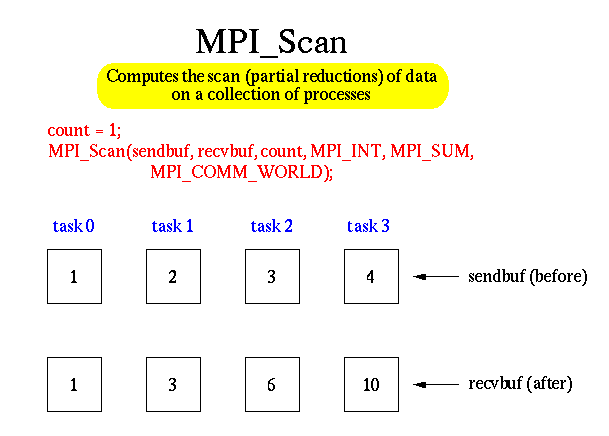 MPI_Scan
Computes the scan (partial reductions) of data
on a collection of processes
count = 1;
MPI_Scan(sendbuf, recvbuf, count, MPI_INT, MPI_SUM,
MPI_COMM_WORLD);
task 0 task 1 task 2 task 3
1 2 3 4 sendbuf (before)
1 3 6 10 recvbuf (after)